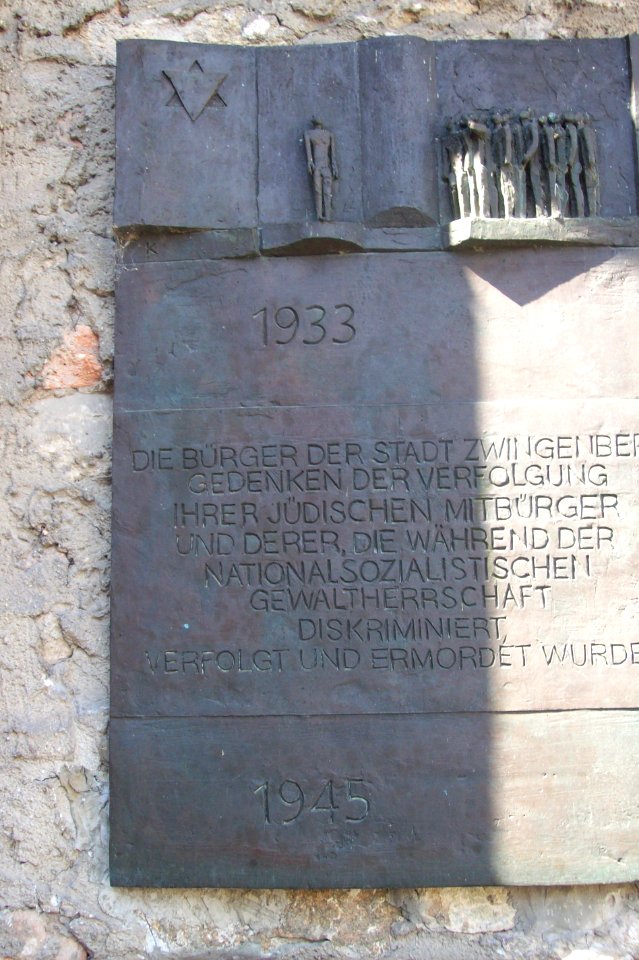 K
1933
DIE BÜRGER DER STADT ZWINGENBER
GEDENKEN DER VERFOLGUNG
IHRER JÜDISCHEN MITBÜRGER
UND DERER, DIE WÄHREND DER
NATIONALSOZIALISTISCHEN
GEWALTHERRSCHAFT
DISKRIMINIERT,
VERFOLGT UND ERMORDET WURDE
1945